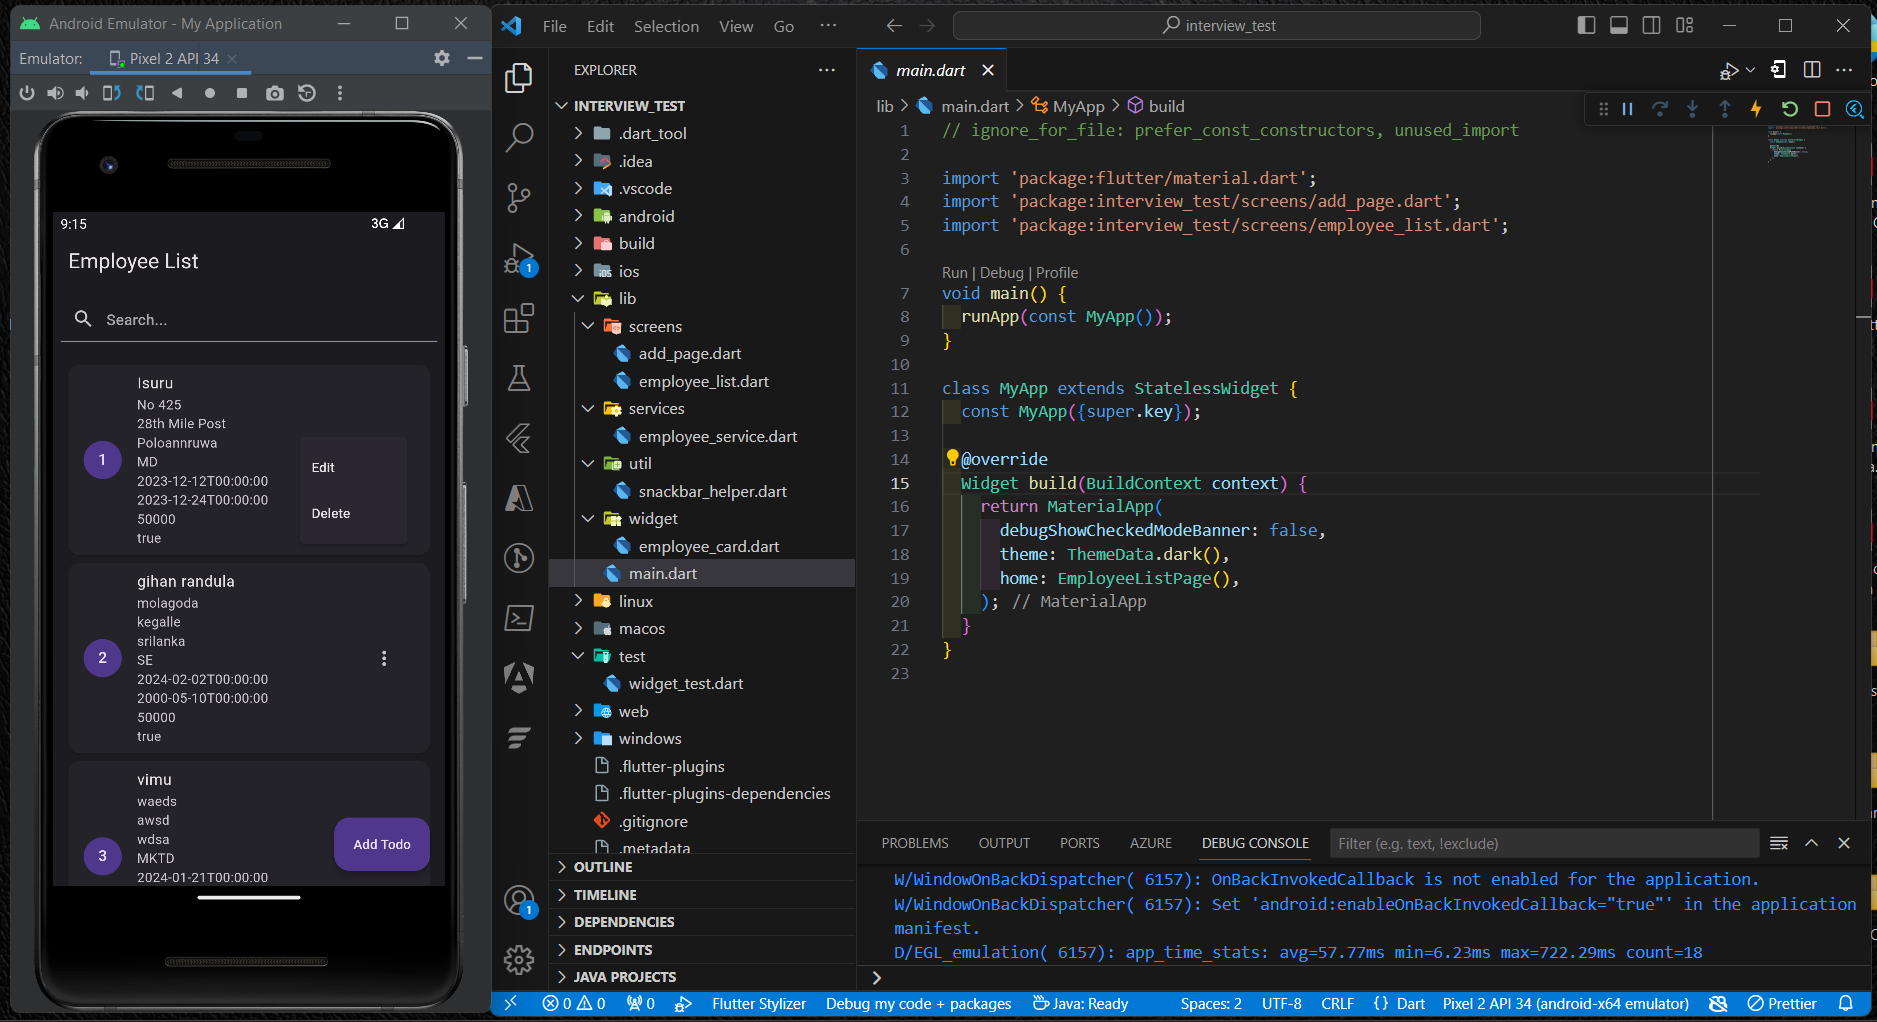 Android Emulator - My Application
Emulator: Pixel 2 API 34
9:15 3G
Employee List
Search...
1
Isuru
No 425
28th Mile Post
Poloannruwa
MD
2023-12-12T00:00:00
2023-12-24T00:00:00
50000
true
Edit
Delete
2
gihan randula
molagoda
kegalle
srilanka
SE
2024-02-02T00:00:00
2000-05-10T00:00:00
50000
true
3
vimu
waeds
awsd
wdsa
MKTD
2024-01-21T00:00:00
Add Todo
File Edit Selection View Go ···
interview_test
1
1
EXPLORER
INTERVIEW_TEST
.dart_tool
.idea
.vscode
android
build
ios
lib
screens
add_page.dart
employee_list.dart
services
employee_service.dart
util
snackbar_helper.dart
widget
employee_card.dart
main.dart
linux
macos
test
widget_test.dart
web
windows
.flutter-plugins
.flutter-plugins-dependencies
.gitignore
.metadata
OUTLINE
TIMELINE
DEPENDENCIES
ENDPOINTS
JAVA PROJECTS
main.dart
lib > main.dart > MyApp > build
1 // ignore_for_file: prefer_const_constructors, unused_import
2
3 import 'package:flutter/material.dart';
4 import 'package:interview_test/screens/add_page.dart';
5 import 'package:interview_test/screens/employee_list.dart';
6
Run | Debug | Profile
7 void main() {
8 runApp(const MyApp());
9 }
10
11 class MyApp extends StatelessWidget {
12 const MyApp({super.key});
13
14 @override
15 Widget build(BuildContext context) {
16 return MaterialApp(
17 debugShowCheckedModeBanner: false,
18 theme: ThemeData.dark(),
19 home: EmployeeListPage(),
20 ); // MaterialApp
21 }
22 }
23
PROBLEMS OUTPUT PORTS AZURE DEBUG CONSOLE Filter (e.g. text, !exclude)
W/WindowOnBackDispatcher( 6157): OnBackInvokedCallback is not enabled for the application.
W/WindowOnBackDispatcher( 6157): Set 'android:enableOnBackInvokedCallback="true"' in the application
manifest.
D/EGL_emulation( 6157): app_time_stats: avg=57.77ms min=6.23ms max=722.29ms count=18
>
0 0 0 Flutter Stylizer Debug my code + packages Java: Ready Spaces: 2 UTF-8 CRLF {} Dart Pixel 2 API 34 (android-x64 emulator) Prettier